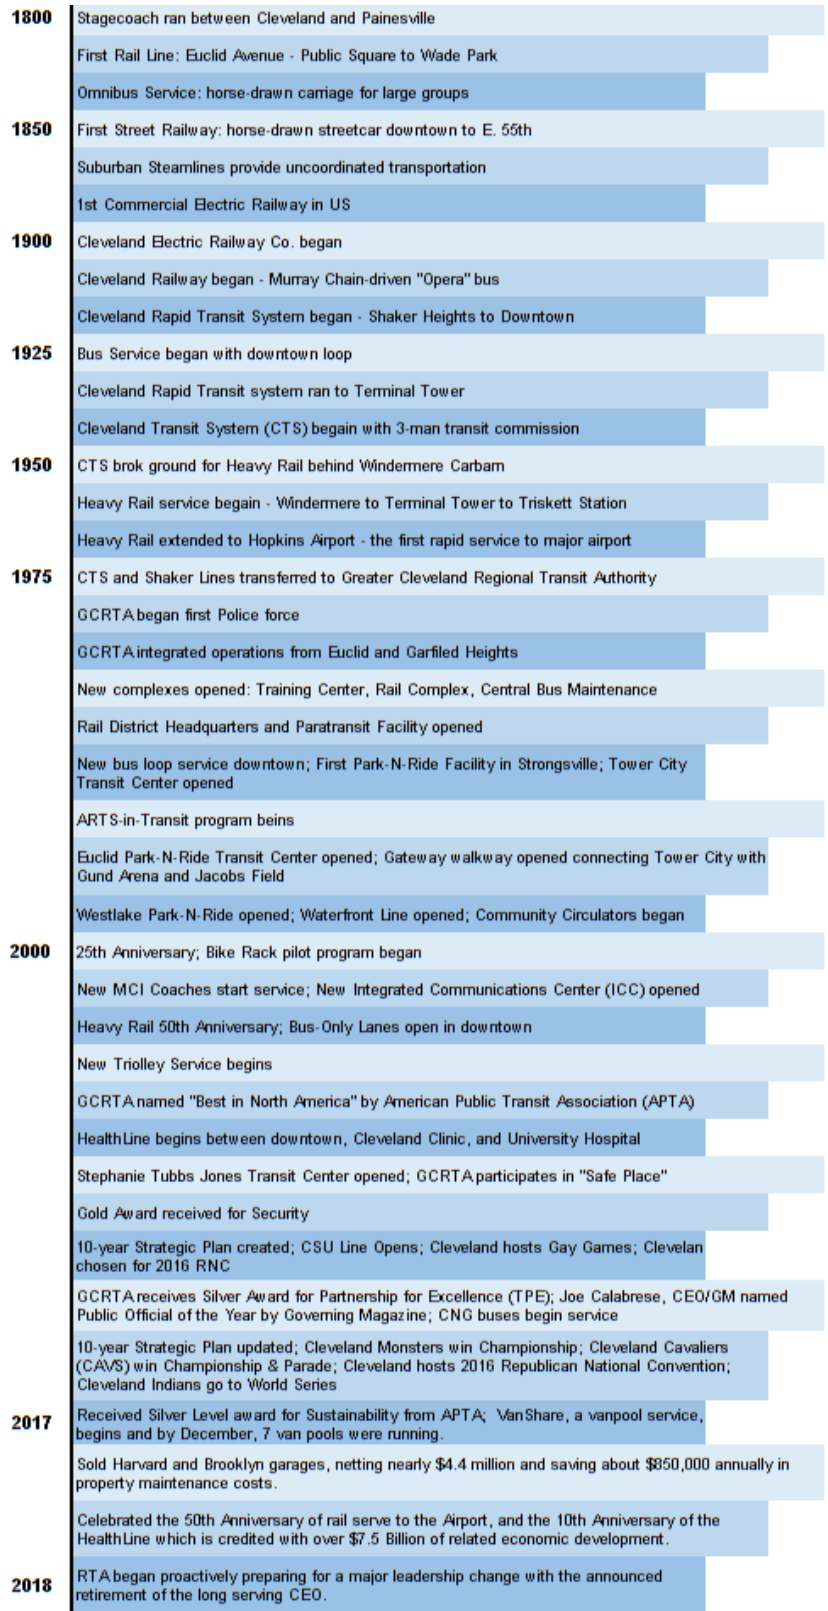 1800 Stagecoach ran between Cleveland and Painesville
First Rail Line: Euclid Avenue - Public Square to Wade Park
Omnibus Service: horse-drawn carriage for large groups
1850 First Street Railway: horse-drawn streetcar downtown to E. 55th
Suburban Steamlines provide uncoordinated transportation
1st Commercial Electric Railway in US
1900 Cleveland Electric Railway Co. began
Cleveland Railway began - Murray Chain-driven "Opera" bus
Cleveland Rapid Transit System began - Shaker Heights to Downtown
1925 Bus Service began with downtown loop
Cleveland Rapid Transit system ran to Terminal Tower
Cleveland Transit System (CTS) begain with 3-man transit commission
1950 CTS brok ground for Heavy Rail behind Windermere Carbarn
Heavy Rail service begain - Windermere to Terminal Tower to Triskett Station
Heavy Rail extended to Hopkins Airport - the first rapid service to major airport
1975 CTS and Shaker Lines transferred to Greater Cleveland Regional Transit Authority
GCRTA began first Police force
GCRTA integrated operations from Euclid and Garfiled Heights
New complexes opened: Training Center, Rail Complex, Central Bus Maintenance
Rail District Headquarters and Paratransit Facility opened
New bus loop service downtown; First Park-N-Ride Facility in Strongsville; Tower City
Transit Center opened
ARTS-in-Transit program beins
Euclid Park-N-Ride Transit Center opened; Gateway walkway opened connecting Tower City with
Gund Arena and Jacobs Field
Westlake Park-N-Ride opened; Waterfront Line opened; Community Circulators began
2000 25th Anniversary; Bike Rack pilot program began
New MCI Coaches start service; New Integrated Communications Center (ICC) opened
Heavy Rail 50th Anniversary; Bus-Only Lanes open in downtown
New Triolley Service begins
GCRTA named "Best in North America" by American Public Transit Association (APTA)
HealthLine begins between downtown, Cleveland Clinic, and University Hospital
Stephanie Tubbs Jones Transit Center opened; GCRTA participates in "Safe Place"
Gold Award received for Security
10-year Strategic Plan created; CSU Line Opens; Cleveland hosts Gay Games; Clevelan
chosen for 2016 RNC
GCRTA receives Silver Award for Partnership for Excellence (TPE); Joe Calabrese, CEO/GM named
Public Official of the Year by Governing Magazine; CNG buses begin service
10-year Strategic Plan updated; Cleveland Monsters win Championship; Cleveland Cavaliers
(CAVS) win Championship & Parade; Cleveland hosts 2016 Republican National Convention;
Cleveland Indians go to World Series
2017 Received Silver Level award for Sustainability from APTA; VanShare, a vanpool service,
begins and by December, 7 van pools were running.
Sold Harvard and Brooklyn garages, netting nearly $4.4 million and saving about $850,000 annually in
property maintenance costs.
Celebrated the 50th Anniversary of rail serve to the Airport, and the 10th Anniversary of the
HealthLine which is credited with over $7.5 Billion of related economic development.
2018 RTA began proactively preparing for a major leadership change with the announced
retirement of the long serving CEO.